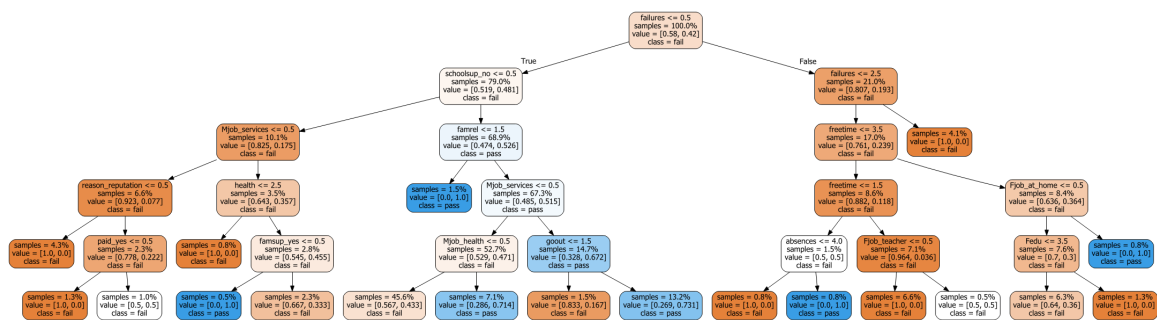 failures <= 0.5
samples = 100.0%
value = [0.58, 0.42]
class = fail
True
False
schoolsup_no <= 0.5
samples = 79.0%
value = [0.519, 0.481]
class = fail
failures <= 2.5
samples = 21.0%
value = [0.807, 0.193]
class = fail
Mjob_services <= 0.5
samples = 10.1%
value = [0.825, 0.175]
class = fail
famrel <= 1.5
samples = 68.9%
value = [0.474, 0.526]
class = pass
freetime <= 3.5
samples = 17.0%
value = [0.761, 0.239]
class = fail
samples = 4.1%
value = [1.0, 0.0]
class = fail
reason_reputation <= 0.5
samples = 6.6%
value = [0.923, 0.077]
class = fail
health <= 2.5
samples = 3.5%
value = [0.643, 0.357]
class = fail
samples = 1.5%
value = [0.0, 1.0]
class = pass
Mjob_services <= 0.5
samples = 67.3%
value = [0.485, 0.515]
class = pass
freetime <= 1.5
samples = 8.6%
value = [0.882, 0.118]
class = fail
Fjob_at_home <= 0.5
samples = 8.4%
value = [0.636, 0.364]
class = fail
samples = 4.3%
value = [1.0, 0.0]
class = fail
paid_yes <= 0.5
samples = 2.3%
value = [0.778, 0.222]
class = fail
samples = 0.8%
value = [1.0, 0.0]
class = fail
famsup_yes <= 0.5
samples = 2.8%
value = [0.545, 0.455]
class = fail
Mjob_health <= 0.5
samples = 52.7%
value = [0.529, 0.471]
class = fail
goout <= 1.5
samples = 14.7%
value = [0.328, 0.672]
class = pass
absences <= 4.0
samples = 1.5%
value = [0.5, 0.5]
class = fail
Fjob_teacher <= 0.5
samples = 7.1%
value = [0.964, 0.036]
class = fail
Fedu <= 3.5
samples = 7.6%
value = [0.7, 0.3]
class = fail
samples = 0.8%
value = [0.0, 1.0]
class = pass
samples = 1.3%
value = [1.0, 0.0]
class = fail
samples = 1.0%
value = [0.5, 0.5]
class = fail
samples = 0.5%
value = [0.0, 1.0]
class = pass
samples = 2.3%
value = [0.667, 0.333]
class = fail
samples = 45.6%
value = [0.567, 0.433]
class = fail
samples = 7.1%
value = [0.286, 0.714]
class = pass
samples = 1.5%
value = [0.833, 0.167]
class = fail
samples = 13.2%
value = [0.269, 0.731]
class = pass
samples = 0.8%
value = [1.0, 0.0]
class = fail
samples = 0.8%
value = [0.0, 1.0]
class = pass
samples = 6.6%
value = [1.0, 0.0]
class = fail
samples = 0.5%
value = [0.5, 0.5]
class = fail
samples = 6.3%
value = [0.64, 0.36]
class = fail
samples = 1.3%
value = [1.0, 0.0]
class = fail